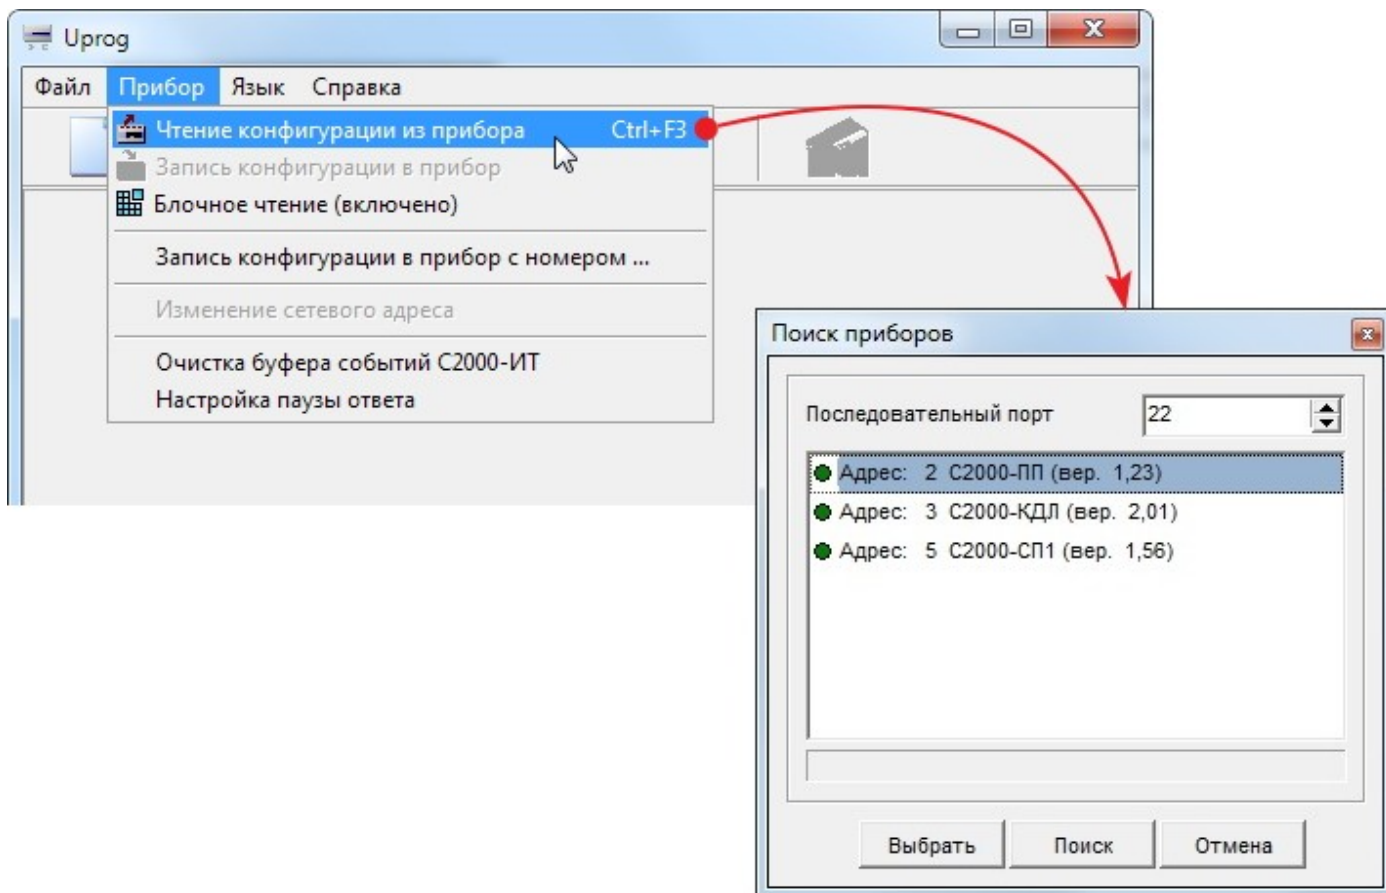 Uprog
Файл Прибор Язык Справка
Чтение конфигурации из прибора Ctrl+F3
Запись конфигурации в прибор
Блочное чтение (включено)
Запись конфигурации в прибор с номером ...
Изменение сетевого адреса
Очистка буфера событий С2000-ИТ
Настройка паузы ответа
Поиск приборов
Последовательный порт 22
Адрес: 2 С2000-ПП (вер. 1,23)
Адрес: 3 С2000-КДЛ (вер. 2,01)
Адрес: 5 С2000-СП1 (вер. 1,56)
Выбрать Поиск Отмена